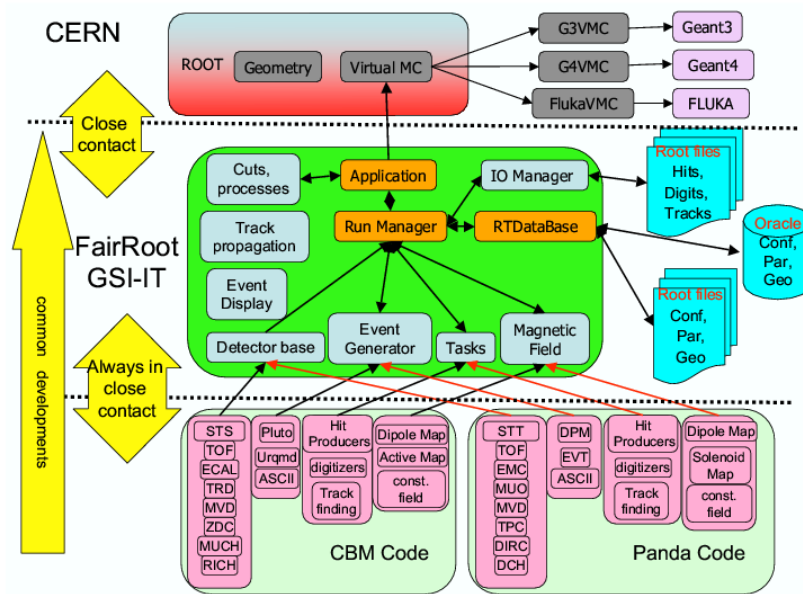 CERN
ROOT
Geometry
Virtual MC
G3VMC
Geant3
G4VMC
Geant4
FlukaVMC
FLUKA
Close
contact
Cuts,
processes
Application
IO Manager
Root files
Hits,
Digits,
Tracks
Track
propagation
Run Manager
RTDataBase
Oracle
Conf,
Par,
Geo
FairRoot
GSI-IT
Event
Display
Root files
Conf,
Par,
Geo
Detector base
Event
Generator
Tasks
Magnetic
Field
common developments
Always in
close
contact
STS
TOF
ECAL
TRD
MVD
ZDC
MUCH
RICH
Pluto
Urqmd
ASCII
Hit
Producers
digitizers
Track
finding
Dipole Map
Active Map
const.
field
CBM Code
STT
TOF
EMC
MUO
MVD
TPC
DIRC
DCH
DPM
EVT
ASCII
Hit
Producers
digitizers
Track
finding
Dipole Map
Solenoid
Map
const.
field
Panda Code